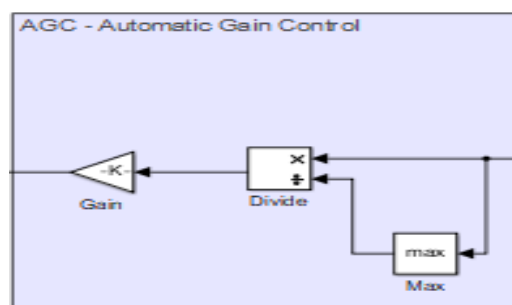 AGC - Automatic Gain Control
-K-
×
÷
Gain
Divide
max
Max